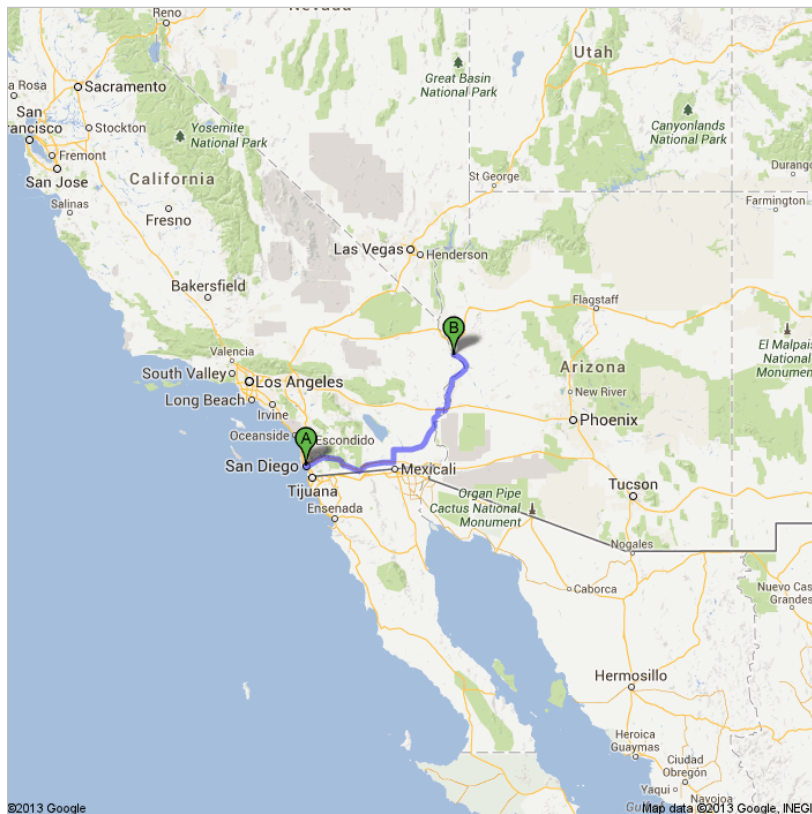 Reno
Nevada
Utah
Great Basin
National Park
Sacramento
a Rosa
San
rancisco
Stockton
Yosemite
National Park
Canyonlands
National Park
Fremont
San Jose
California
St George
Durango
Salinas
Fresno
Farmington
Las Vegas
Henderson
Bakersfield
Flagstaff
B
El Malpais
National
Monument
Valencia
South Valley
Los Angeles
Arizona
New River
Long Beach
Irvine
Phoenix
Oceanside
A
Escondido
San Diego
Mexicali
Tijuana
Tucson
Organ Pipe
Cactus National
Monument
Ensenada
Nogales
Caborca
Nuevo Cas
Grandes
Hermosillo
Heroica
Guaymas
Ciudad
Obregón
Yaqui
Navojoa
©2013 Google
Map data ©2013 Google, INEGI